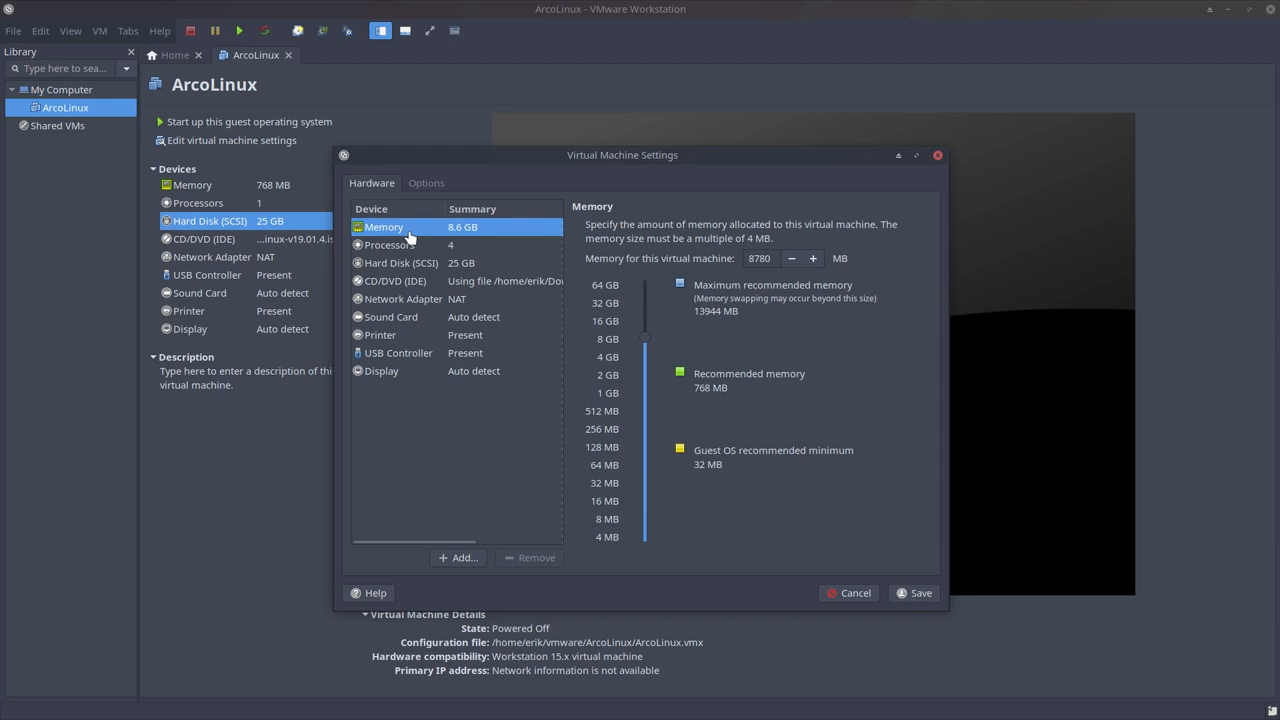 ArcoLinux - VMware Workstation
File Edit View VM Tabs Help
Library
Type here to sea...
My Computer
ArcoLinux
Shared VMs
Home
ArcoLinux
ArcoLinux
Start up this guest operating system
Edit virtual machine settings
Devices
Memory 768 MB
Processors 1
Hard Disk (SCSI) 25 GB
CD/DVD (IDE) ...inux-v19.01.4.is
Network Adapter NAT
USB Controller Present
Sound Card Auto detect
Printer Present
Display Auto detect
Description
Type here to enter a description of thi
virtual machine.
Virtual Machine Settings
Hardware Options
Device Summary
Memory 8.6 GB
Processors 4
Hard Disk (SCSI) 25 GB
CD/DVD (IDE) Using file /home/erik/Dov
Network Adapter NAT
Sound Card Auto detect
Printer Present
USB Controller Present
Display Auto detect
Add...
Remove
Memory
Specify the amount of memory allocated to this virtual machine. The
memory size must be a multiple of 4 MB.
Memory for this virtual machine: 8780 MB
64 GB
32 GB
16 GB
8 GB
4 GB
2 GB
1 GB
512 MB
256 MB
128 MB
64 MB
32 MB
16 MB
8 MB
4 MB
Maximum recommended memory
(Memory swapping may occur beyond this size)
13944 MB
Recommended memory
768 MB
Guest OS recommended minimum
32 MB
Help
Cancel
Save
Virtual Machine Details
State: Powered Off
Configuration file: /home/erik/vmware/ArcoLinux/ArcoLinux.vmx
Hardware compatibility: Workstation 15.x virtual machine
Primary IP address: Network information is not available